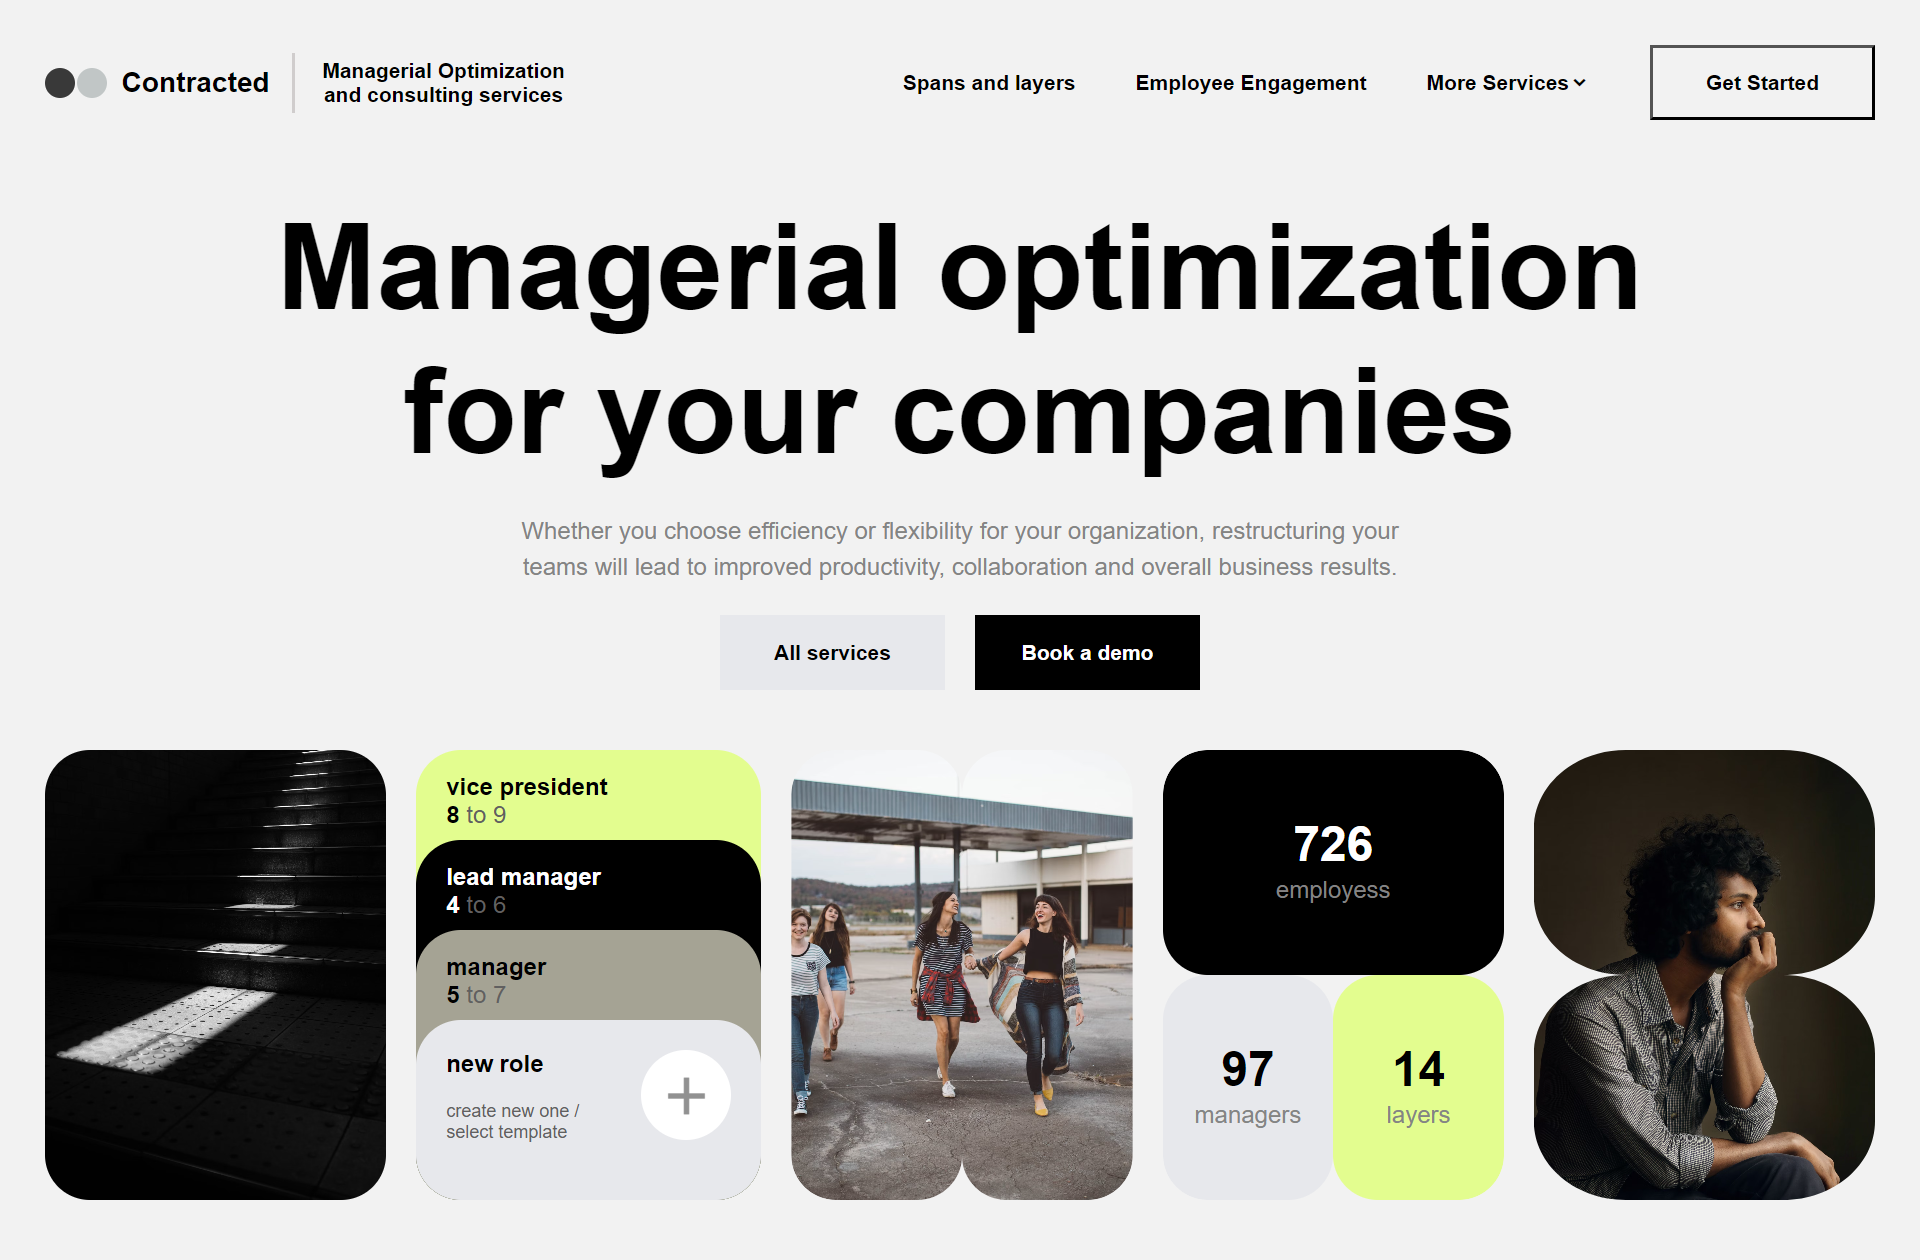 Contracted
Managerial Optimization
and consulting services
Spans and layers
Employee Engagement
More Services
Get Started
Managerial optimization
for your companies
Whether you choose efficiency or flexibility for your organization, restructuring your
teams will lead to improved productivity, collaboration and overall business results.
All services
Book a demo
vice president
8 to 9
lead manager
4 to 6
manager
5 to 7
new role
create new one /
select template
726
employess
97
managers
14
layers